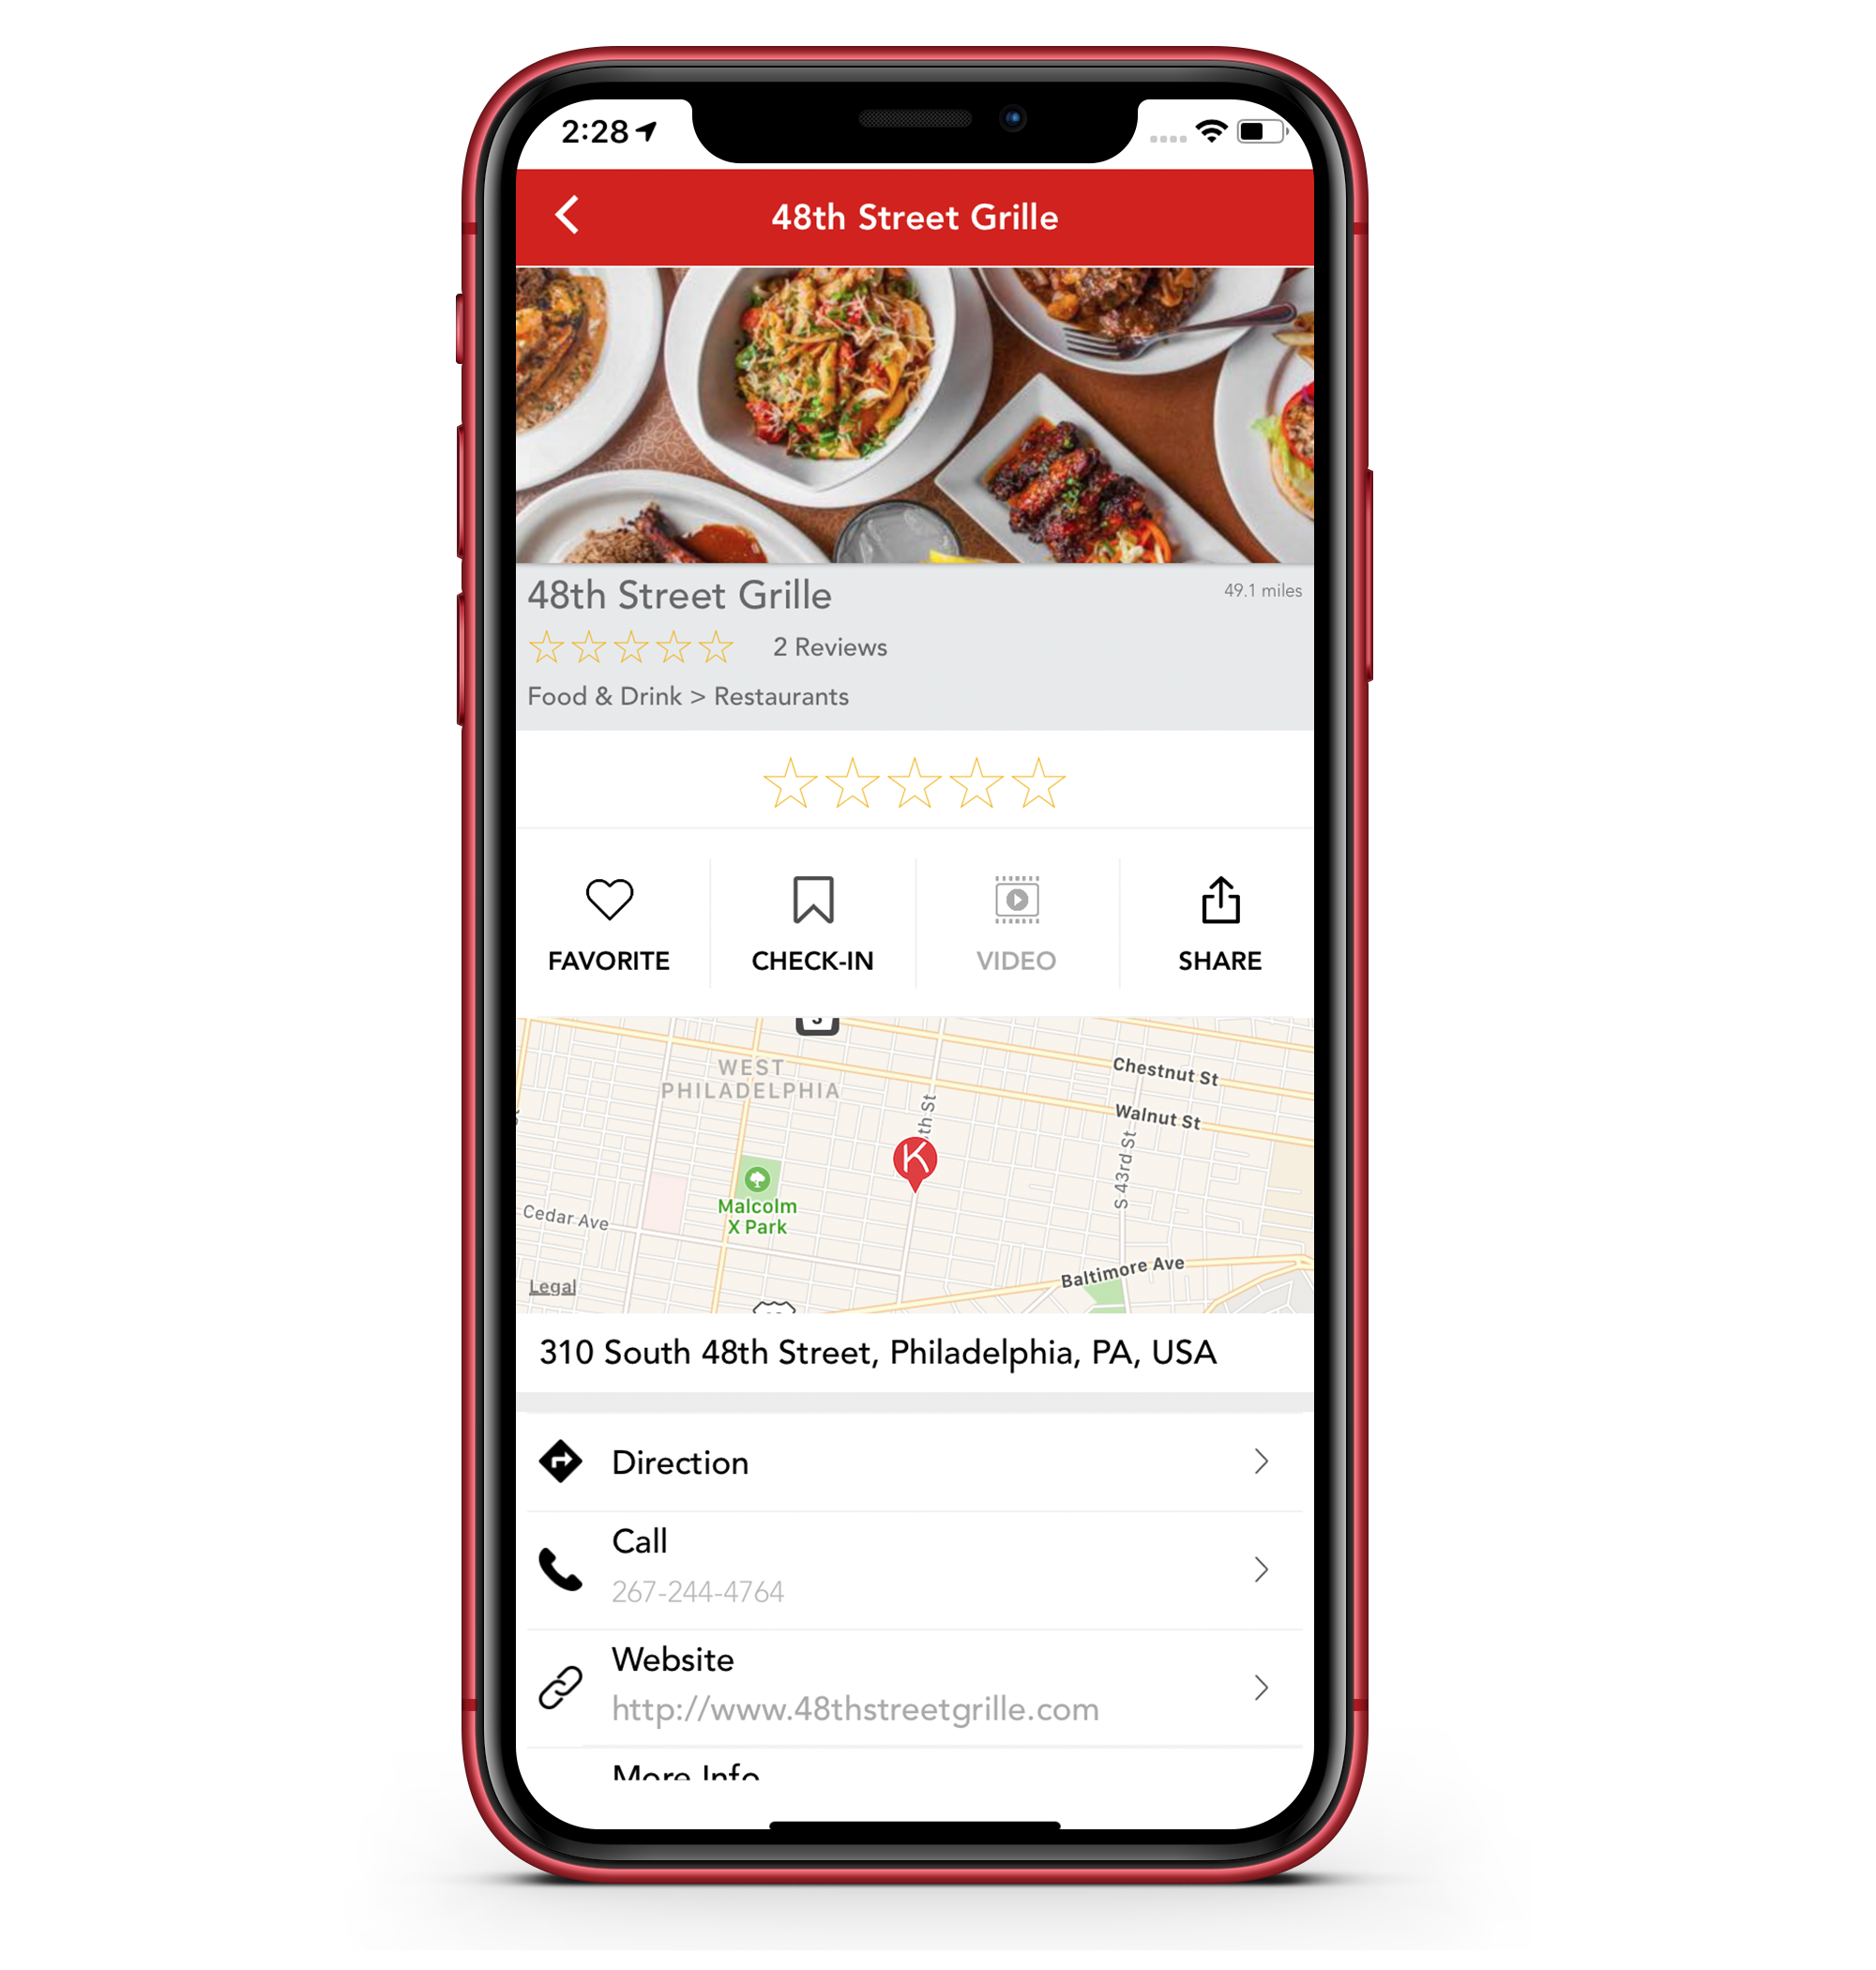 2:28
48th Street Grille
48th Street Grille
49.1 miles
2 Reviews
Food & Drink > Restaurants
FAVORITE
CHECK-IN
VIDEO
SHARE
3
WEST
PHILADELPHIA
Chestnut St
Walnut St
th St
S 43rd St
K
Malcolm
X Park
Cedar Ave
Baltimore Ave
Legal
310 South 48th Street, Philadelphia, PA, USA
Direction
Call
267-244-4764
Website
http://www.48thstreetgrille.com
More Info